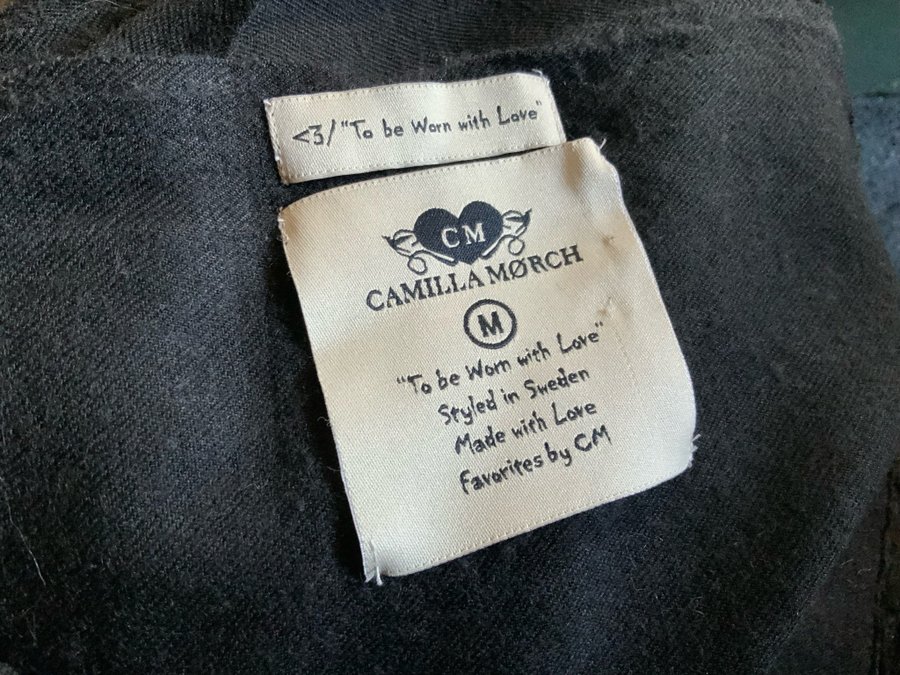 <3/"To be Worn with Love"
CM
CAMILLA MØRCH
M
"To be Worn with Love"
Styled in Sweden
Made with Love
Favorites by CM